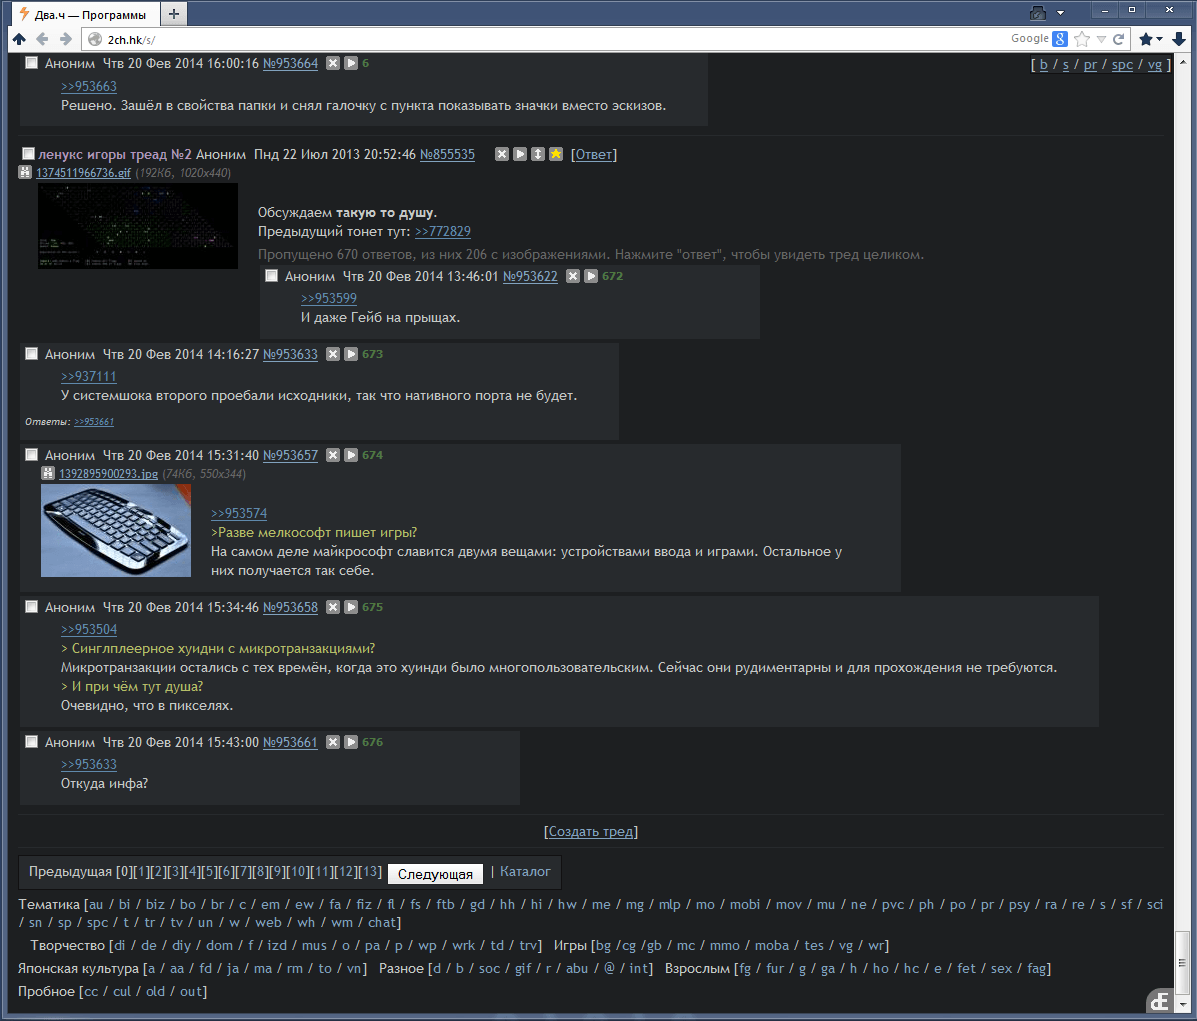 Два.ч — Программы
2ch.hk/s/
Google
Аноним Чтв 20 Фев 2014 16:00:16 №953664 6
[ b / s / pr / spc / vg ]
>>953663
Решено. Зашёл в свойства папки и снял галочку с пункта показывать значки вместо эскизов.
ленукс игоры треад №2 Аноним Пнд 22 Июл 2013 20:52:46 №855535 [Ответ]
1374511966736.gif (192Кб, 1020x440)
Обсуждаем такую то душу.
Предыдущий тонет тут: >>772829
Пропущено 670 ответов, из них 206 с изображениями. Нажмите "ответ", чтобы увидеть тред целиком.
Аноним Чтв 20 Фев 2014 13:46:01 №953622 672
>>953599
И даже Гейб на прыщах.
Аноним Чтв 20 Фев 2014 14:16:27 №953633 673
>>937111
У системшока второго проебали исходники, так что нативного порта не будет.
Ответы: >>953661
Аноним Чтв 20 Фев 2014 15:31:40 №953657 674
1392895900293.jpg (74Кб, 550x344)
>>953574
>Разве мелкософт пишет игры?
На самом деле майкрософт славится двумя вещами: устройствами ввода и играми. Остальное у
них получается так себе.
Аноним Чтв 20 Фев 2014 15:34:46 №953658 675
>>953504
> Синглплеерное хуидни с микротранзакциями?
Микротранзакции остались с тех времён, когда это хуинди было многопользовательским. Сейчас они рудиментарны и для прохождения не требуются.
> И при чём тут душа?
Очевидно, что в пикселях.
Аноним Чтв 20 Фев 2014 15:43:00 №953661 676
>>953633
Откуда инфа?
[Создать тред]
Предыдущая [0][1][2][3][4][5][6][7][8][9][10][11][12][13] Следующая | Каталог
Тематика [au / bi / biz / bo / br / c / em / ew / fa / fiz / fl / fs / ftb / gd / hh / hi / hw / me / mg / mlp / mo / mobi / mov / mu / ne / pvc / ph / po / pr / psy / ra / re / s / sf / sci
/ sn / sp / spc / t / tr / tv / un / w / web / wh / wm / chat]
Творчество [di / de / diy / dom / f / izd / mus / o / pa / p / wp / wrk / td / trv] Игры [bg /cg /gb / mc / mmo / moba / tes / vg / wr]
Японская культура [a / aa / fd / ja / ma / rm / to / vn] Разное [d / b / soc / gif / r / abu / @ / int] Взрослым [fg / fur / g / ga / h / ho / hc / e / fet / sex / fag]
Пробное [cc / cul / old / out]